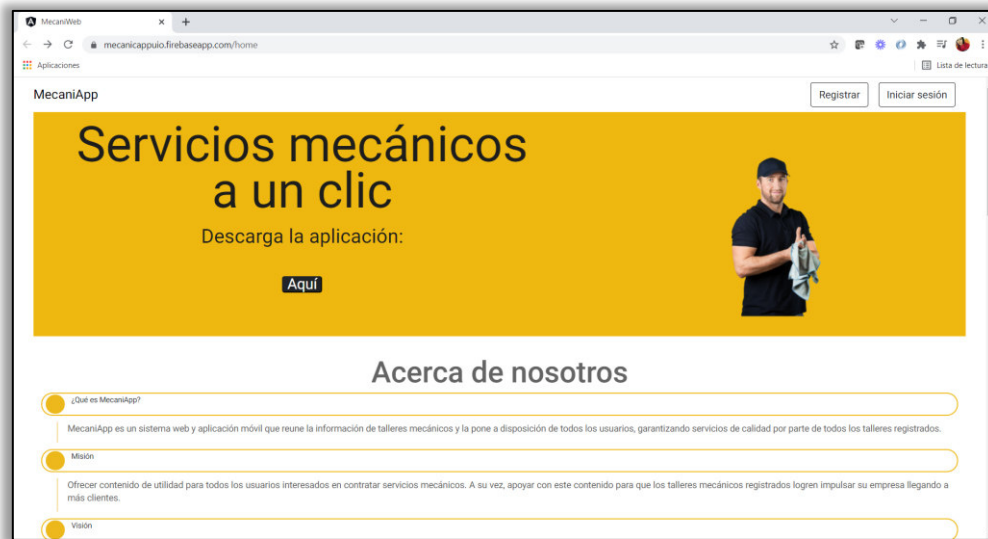 MecaniWeb
mecanicappuio.firebaseapp.com/home
Aplicaciones
Lista de lectura
MecaniApp
Registrar
Iniciar sesión
Servicios mecánicos
a un clic
Descarga la aplicación:
Aquí
Acerca de nosotros
¿Qué es MecaniApp?
MecaniApp es un sistema web y aplicación móvil que reune la información de talleres mecánicos y la pone a disposición de todos los usuarios, garantizando servicios de calidad por parte de todos los talleres registrados.
Misión
Ofrecer contenido de utilidad para todos los usuarios interesados en contratar servicios mecánicos. A su vez, apoyar con este contenido para que los talleres mecánicos registrados logren impulsar su empresa llegando a
más clientes.
Visión